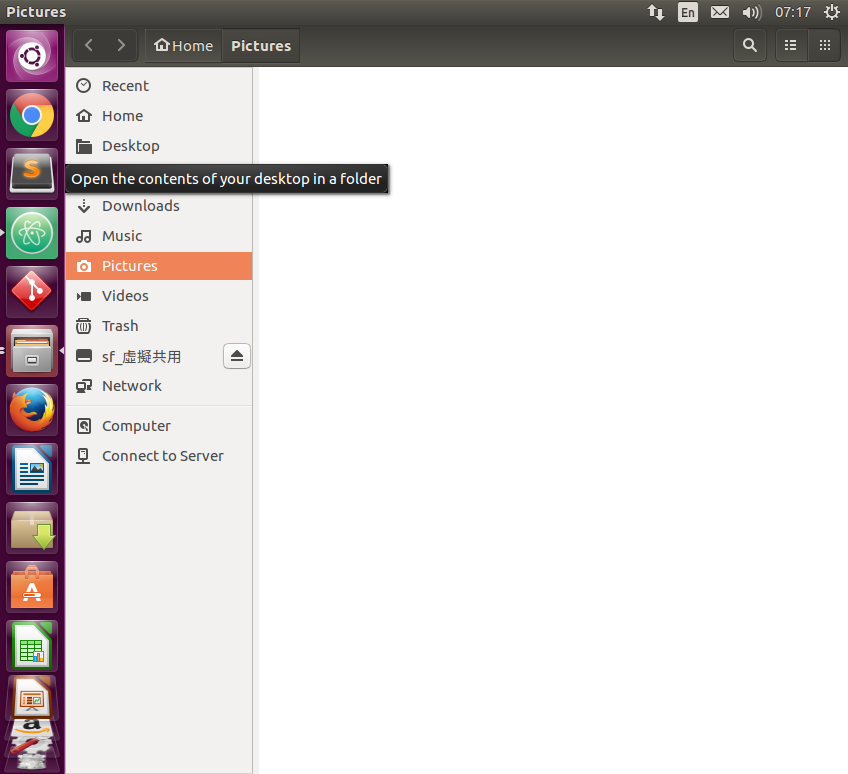 Pictures
En
07:17
Home
Pictures
Recent
Home
Desktop
Open the contents of your desktop in a folder
Downloads
Music
Pictures
Videos
Trash
sf_虛擬共用
Network
Computer
Connect to Server
S
A
a